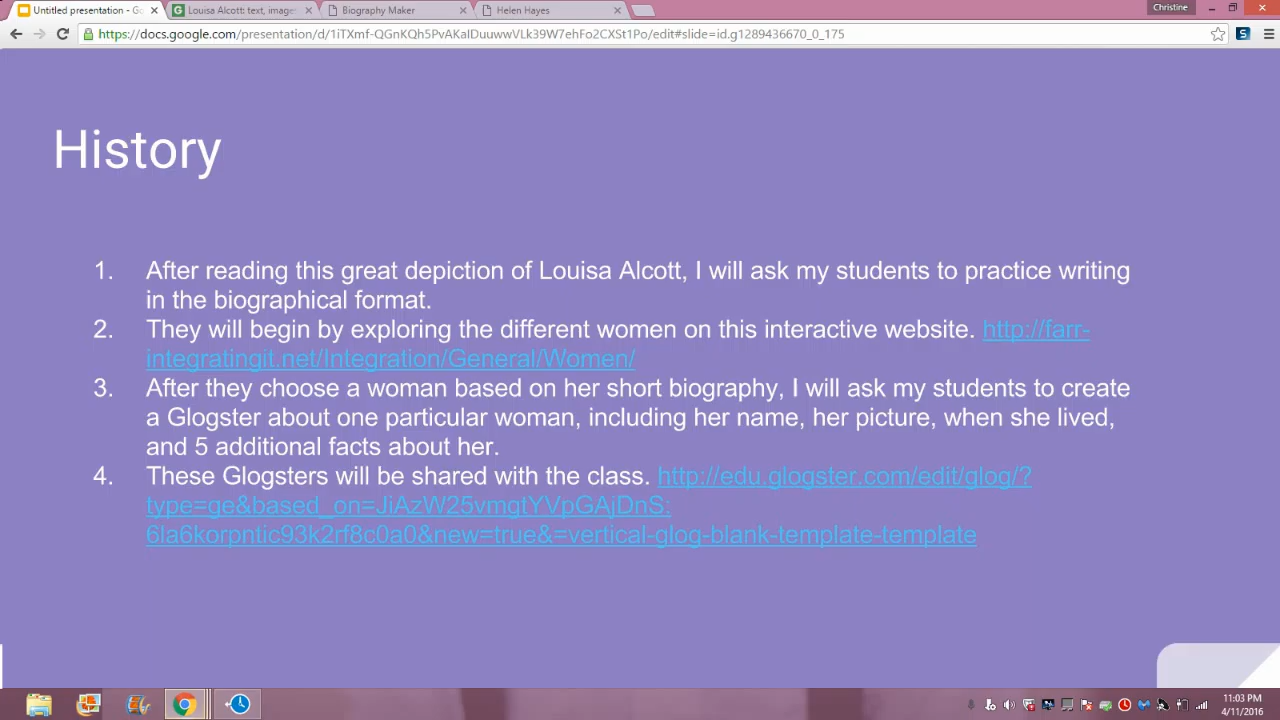 Untitled presentation - Go
Louisa Alcott: text, image
Biography Maker
Helen Hayes
Christine
https://docs.google.com/presentation/d/1iTXmf-QGnKQh5PvAKaIDuuwwVLk39W7ehFo2CXSt1Po/edit#slide=id.g1289436670_0_175
History
1. After reading this great depiction of Louisa Alcott, I will ask my students to practice writing
in the biographical format.
2. They will begin by exploring the different women on this interactive website. http://farr-
integratingit.net/Integration/General/Women/
3. After they choose a woman based on her short biography, I will ask my students to create
a Glogster about one particular woman, including her name, her picture, when she lived,
and 5 additional facts about her.
4. These Glogsters will be shared with the class. http://edu.glogster.com/edit/glog/?
type=ge&based_on=JiAzW25vmgtYVpGAjDnS:
6la6korpntic93k2rf8c0a0&new=true&=vertical-glog-blank-template-template
11:03 PM
4/11/2016